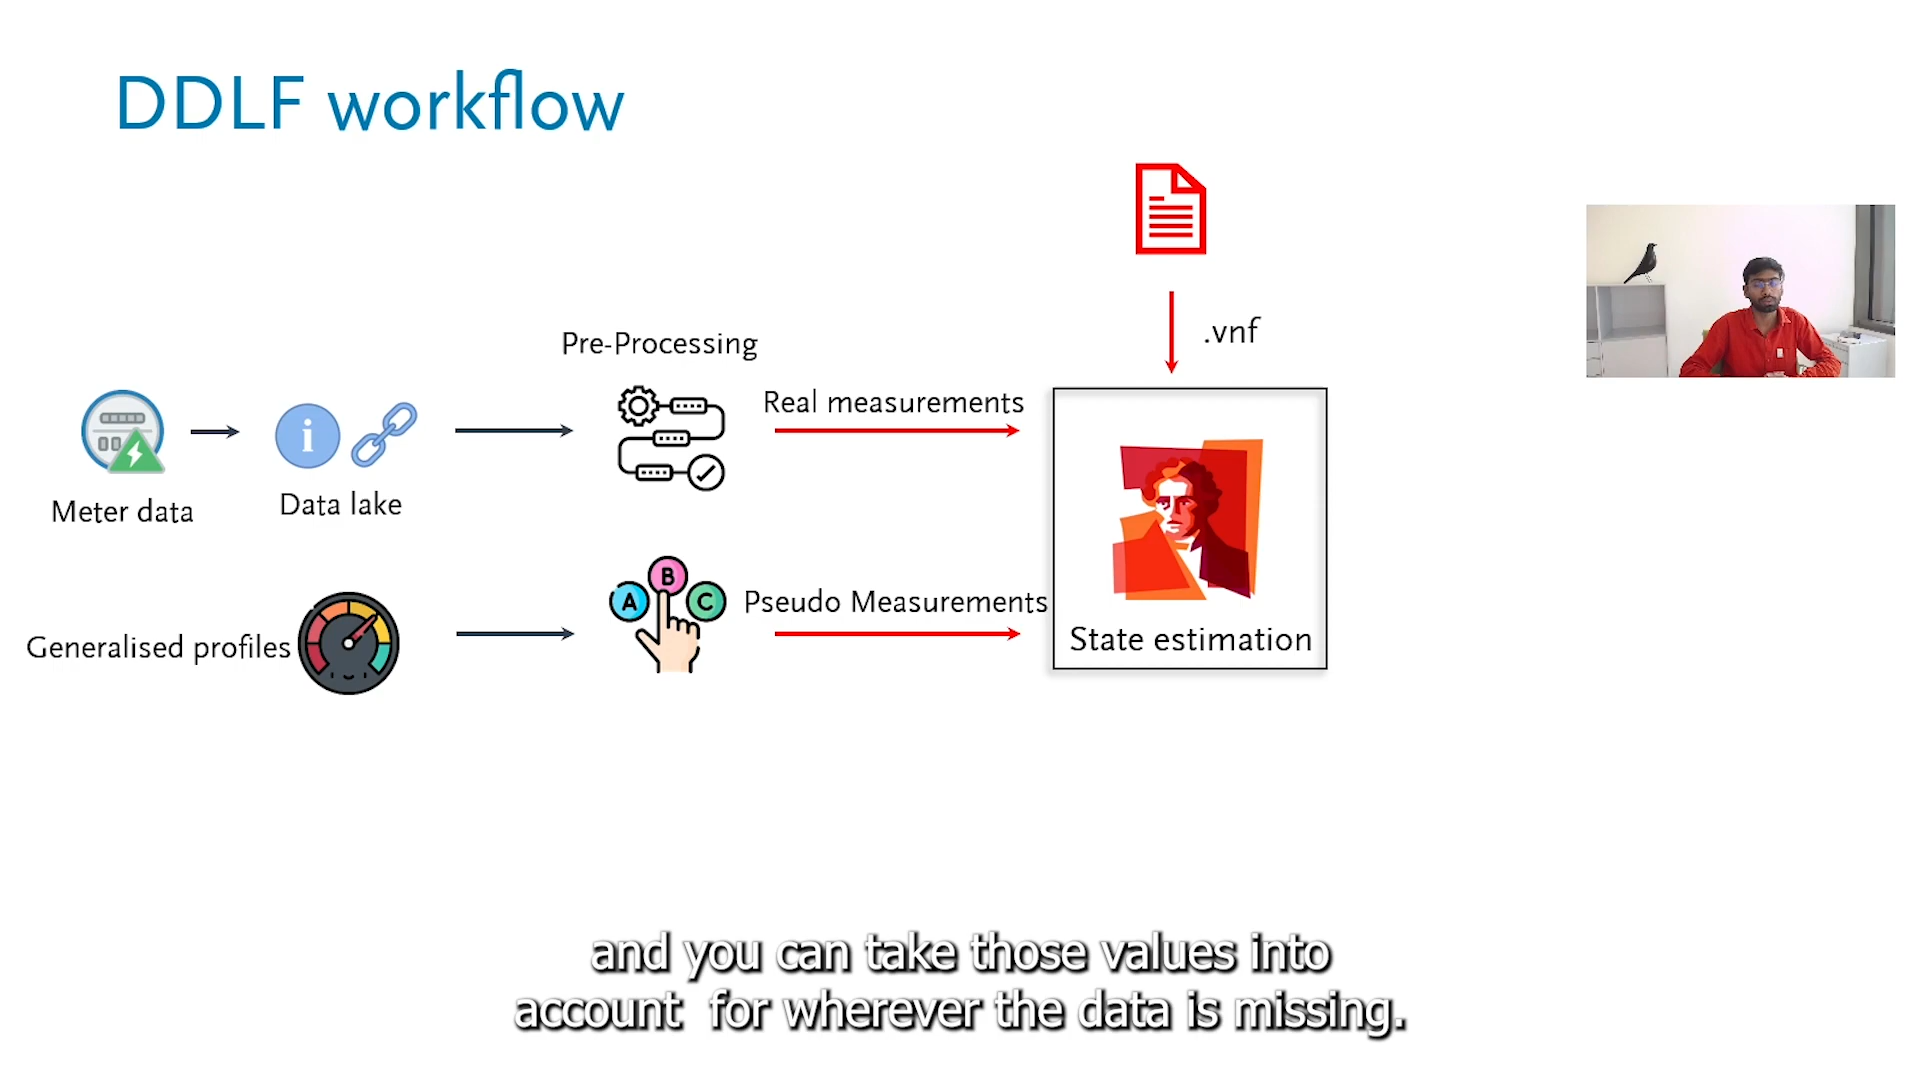 DDLF workflow
.vnf
Pre-Processing
Real measurements
Meter data
i
Data lake
A
B
C
Pseudo Measurements
Generalised profiles
State estimation
and you can take those values into
account for wherever the data is missing.